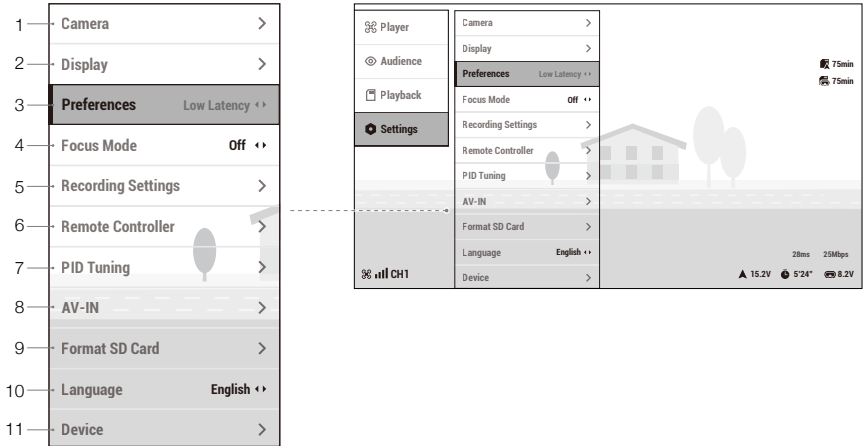 1 Camera
2 Display
3 Preferences Low Latency
4 Focus Mode Off
5 Recording Settings
6 Remote Controller
7 PID Tuning
8 AV-IN
9 Format SD Card
10 Language English
11 Device
Player
Audience
Playback
Settings
CH1
Camera
Display
Preferences Low Latency
Focus Mode Off
Recording Settings
Remote Controller
PID Tuning
AV-IN
Format SD Card
Language English
Device
75min
75min
28ms 25Mbps
15.2V 5'24" 8.2V